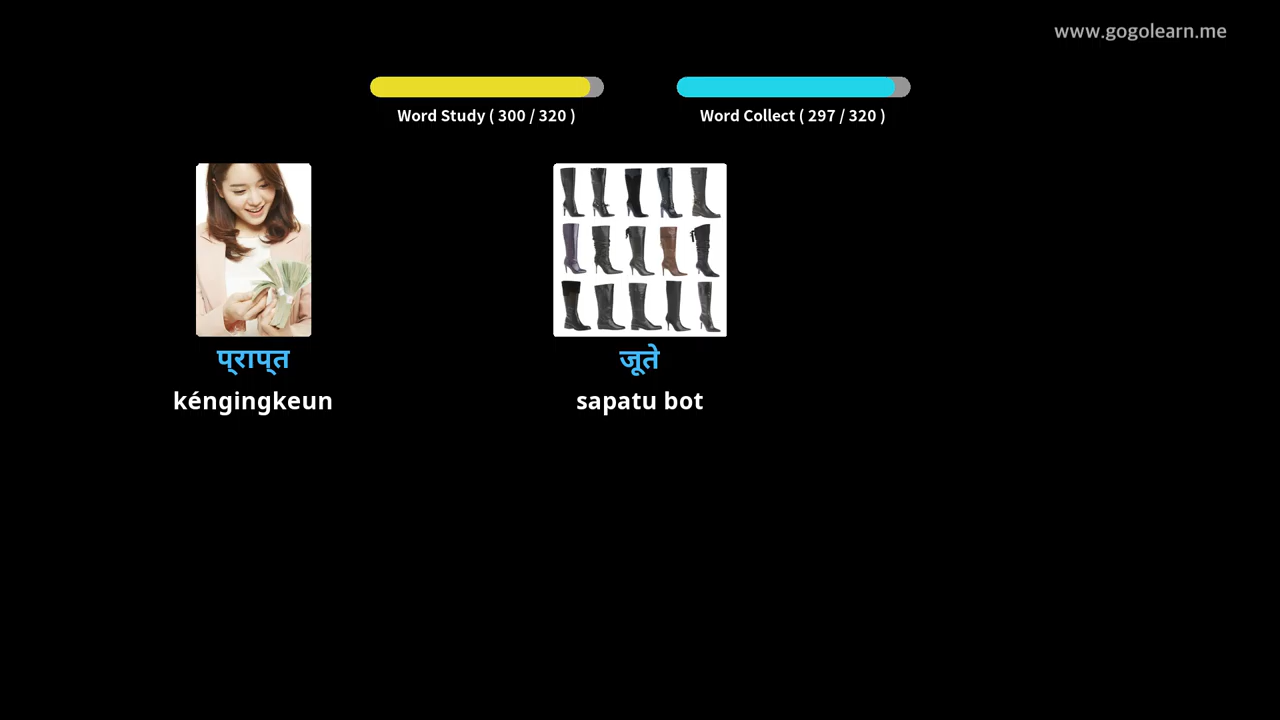 www.gogolearn.me
Word Study ( 300 / 320 )
Word Collect ( 297 / 320 )
प्राप्त
जूते
kéngingkeun
sapatu bot